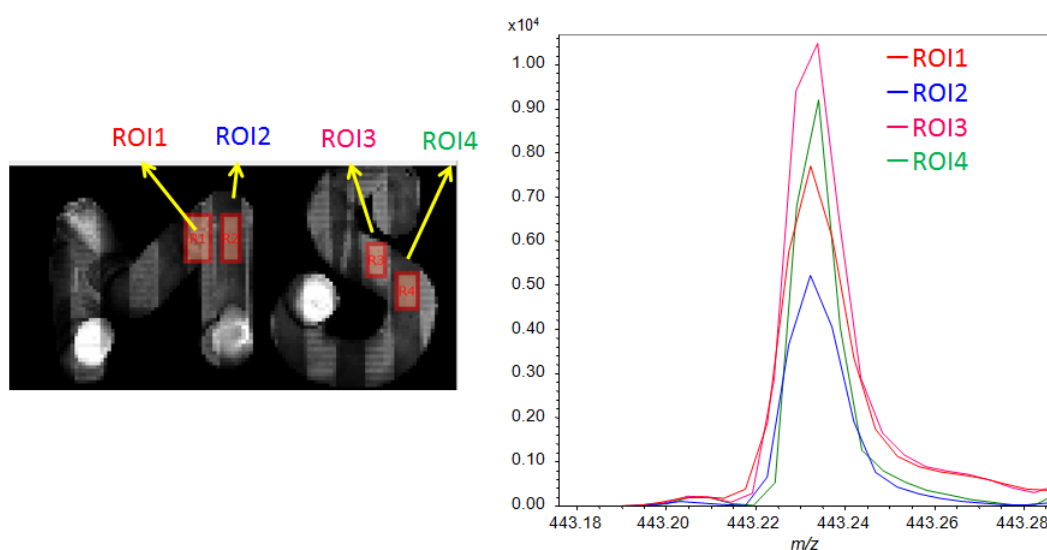 ROI1
ROI2
ROI3
ROI4
R1
R2
R3
R4
x10⁴
1.00
0.90
0.80
0.70
0.60
0.50
0.40
0.30
0.20
0.10
0.00
ROI1
ROI2
ROI3
ROI4
443.18 443.20 443.22 443.24 443.26 443.28
m/z